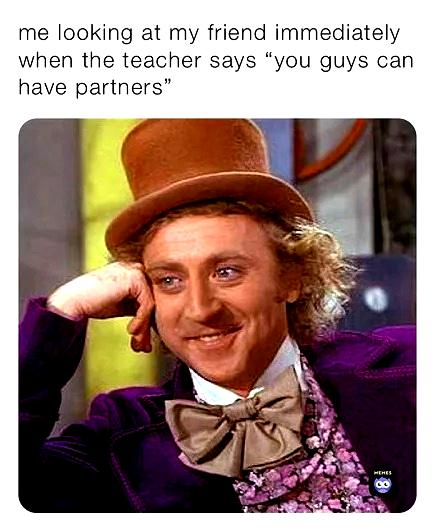 me looking at my friend immediately
when the teacher says “you guys can
have partners”
MEMES